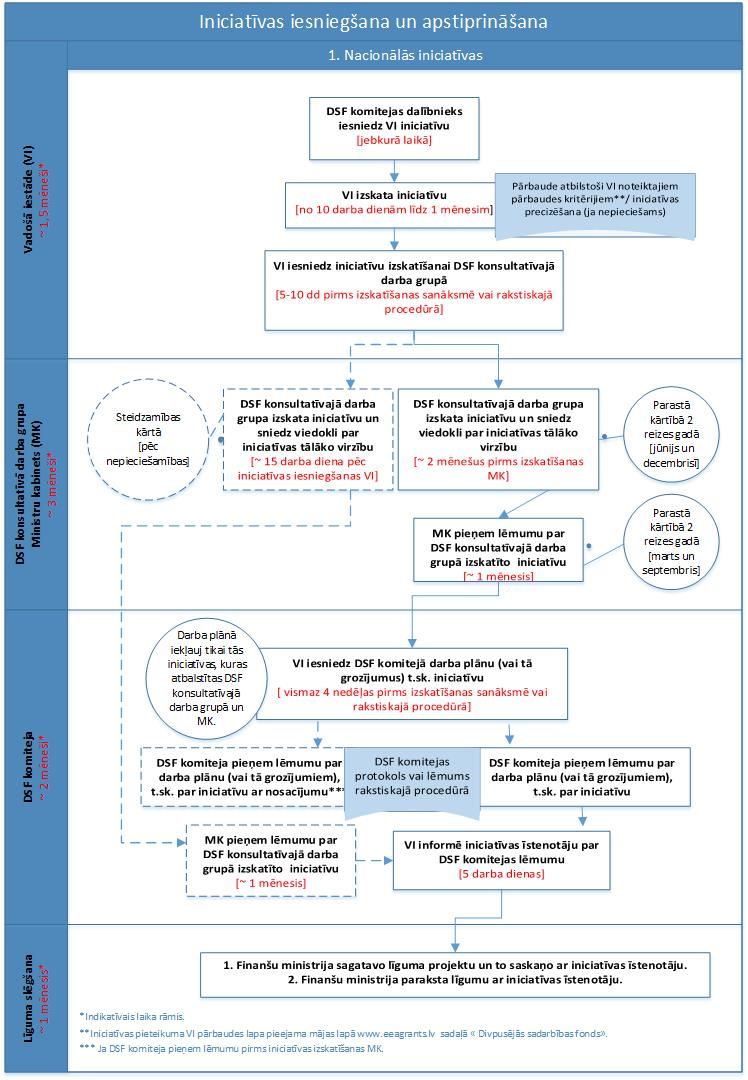 Iniciatīvas iesniegšana un apstiprināšana
1. Nacionālās iniciatīvas
Vadošā iestāde (VI)
~ 1,5 mēneši*
DSF komitejas dalībnieks
iesniedz VI iniciatīvu
[jebkurā laikā]
VI izskata iniciatīvu
[no 10 darba dienām līdz 1 mēnesim]
Pārbaude atbilstoši VI noteiktajiem
pārbaudes kritērijiem**/ iniciatīvas
precizēšana (ja nepieciešams)
VI iesniedz iniciatīvu izskatīšanai DSF konsultatīvajā
darba grupā
[5-10 dd pirms izskatīšanas sanāksmē vai rakstiskajā
procedūrā]
DSF konsultatīvā darba grupa
Ministru kabinets (MK)
~ 3 mēneši*
Steidzamības
kārtā
[pēc
nepieciešamības]
DSF konsultatīvajā darba
grupa izskata iniciatīvu un
sniedz viedokli par
iniciatīvas tālāko virzību
[~ 15 darba diena pēc
iniciatīvas iesniegšanas VI]
DSF konsultatīvajā darba grupa
izskata iniciatīvu un sniedz
viedokli par iniciatīvas tālāko
virzību
[~ 2 mēnešus pirms izskatīšanas
MK]
Parastā
kārtībā 2
reizes gadā
[jūnijs un
decembrisī]
MK pieņem lēmumu par
DSF konsultatīvajā darba
grupā izskatīto iniciatīvu
[~ 1 mēnesis]
Parastā
kārtībā 2
reizes gadā
[marts un
septembris]
DSF komiteja
~ 2 mēneši*
Darba plānā
iekļauj tikai tās
iniciatīvas, kuras
atbalstītas DSF
konsultatīvajā
darba grupā un
MK.
VI iesniedz DSF komitejā darba plānu (vai tā
grozījumus) t.sk. iniciatīvu
[ vismaz 4 nedēļas pirms izskatīšanas sanāksmē vai
rakstiskajā procedūrā]
DSF komiteja pieņem lēmumu par
darba plānu (vai tā grozījumiem),
t.sk. par iniciatīvu ar nosacījumu***
DSF komitejas
protokols vai lēmums
rakstiskajā procedūrā
DSF komiteja pieņem lēmumu par
darba plānu (vai tā grozījumiem),
t.sk. par iniciatīvu
MK pieņem lēmumu par
DSF konsultatīvajā darba
grupā izskatīto iniciatīvu
[~ 1 mēnesis]
VI informē iniciatīvas īstenotāju par
DSF komitejas lēmumu
[5 darba dienas]
Līguma slēgšana
~ 1 mēnesis*
1. Finanšu ministrija sagatavo līguma projektu un to saskaņo ar iniciatīvas īstenotāju.
2. Finanšu ministrija paraksta līgumu ar iniciatīvas īstenotāju.
*Indikatīvais laika rāmis.
**Iniciatīvas pieteikuma VI pārbaudes lapa pieejama mājas lapā www.eeagrants.lv sadaļā « Divpusējās sadarbības fonds».
*** Ja DSF komiteja pieņem lēmumu pirms iniciatīvas izskatīšanas MK.